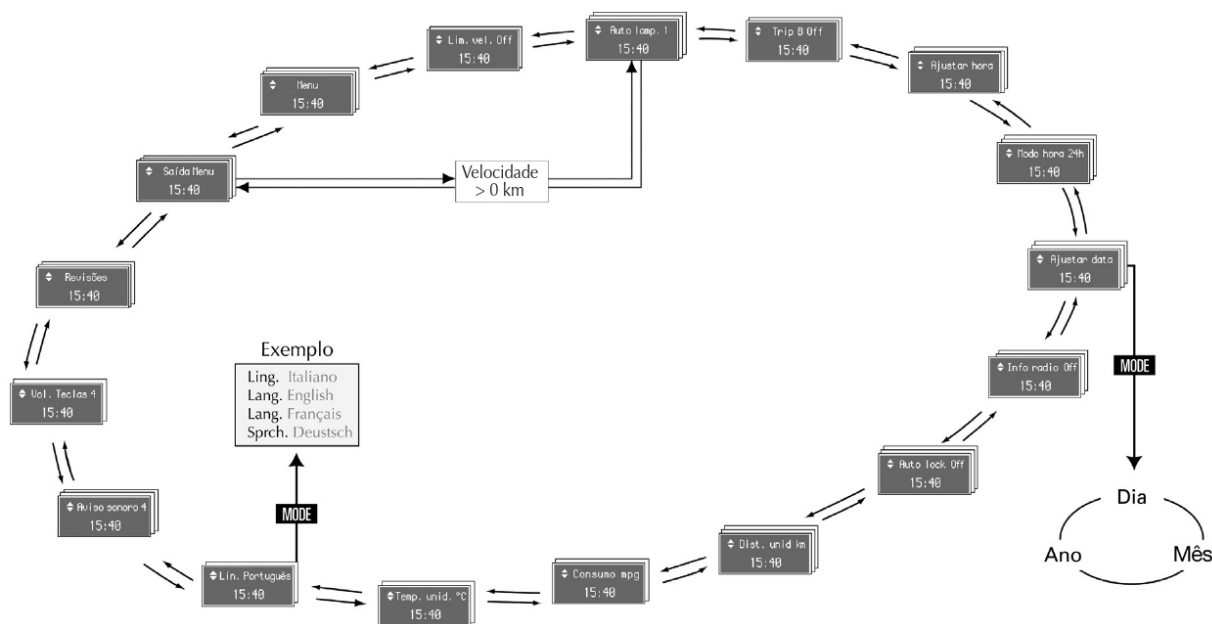 Auto lamp. 1
15:40
Trip B Off
15:40
Ajustar hora
15:40
Modo hora 24h
15:40
Ajustar data
15:40
MODE
Dia
Ano
Mês
Info radio Off
15:40
Auto lock Off
15:40
Dist. unid km
15:40
Consumo mpg
15:40
Temp. unid. °C
15:40
Lin. Português
15:40
MODE
Exemplo
Ling. Italiano
Lang. English
Lang. Français
Sprch. Deustsch
Aviso sonoro 4
15:40
Vol. Teclas 4
15:40
Revisões
15:40
Saída Menu
15:40
Velocidade
> 0 km
Menu
15:40
Lim. vel. Off
15:40